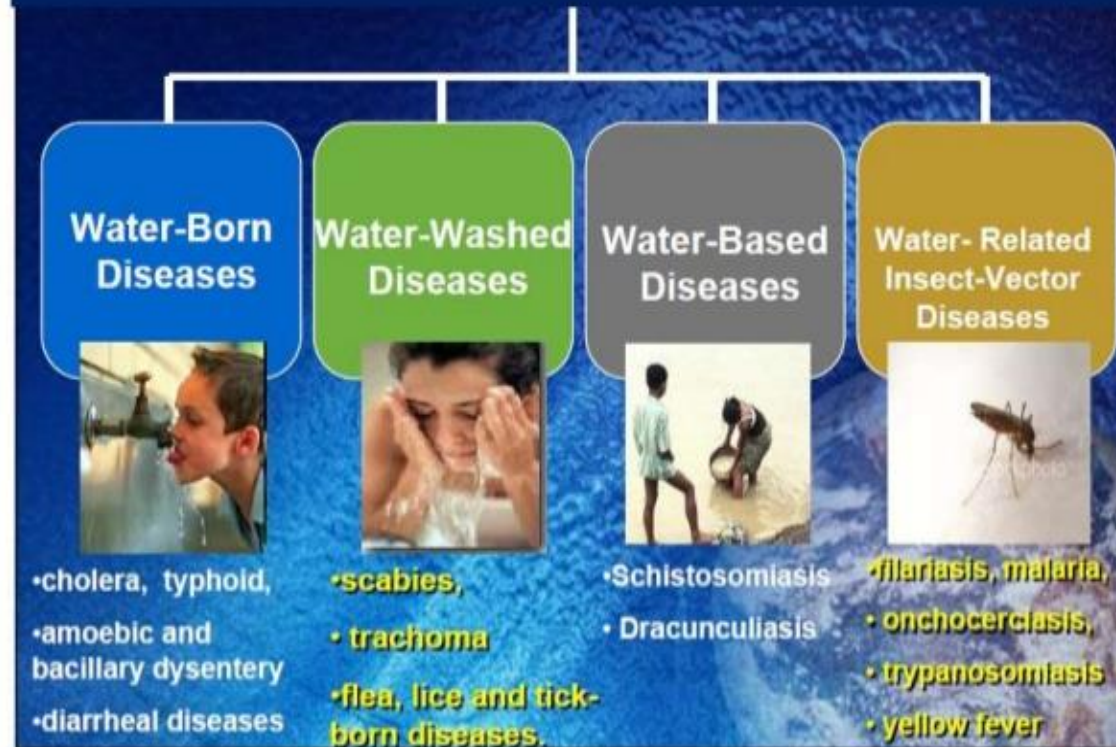 Water-Born
Diseases
Water-Washed
Diseases
Water-Based
Diseases
Water- Related
Insect-Vector
Diseases
•cholera, typhoid,
•amoebic and
bacillary dysentery
•diarrheal diseases
•scabies,
• trachoma
•flea, lice and tick-
born diseases.
•Schistosomiasis
• Dracunculiasis
•filariasis, malaria,
• onchocerciasis,
• trypanosomiasis
• yellow fever